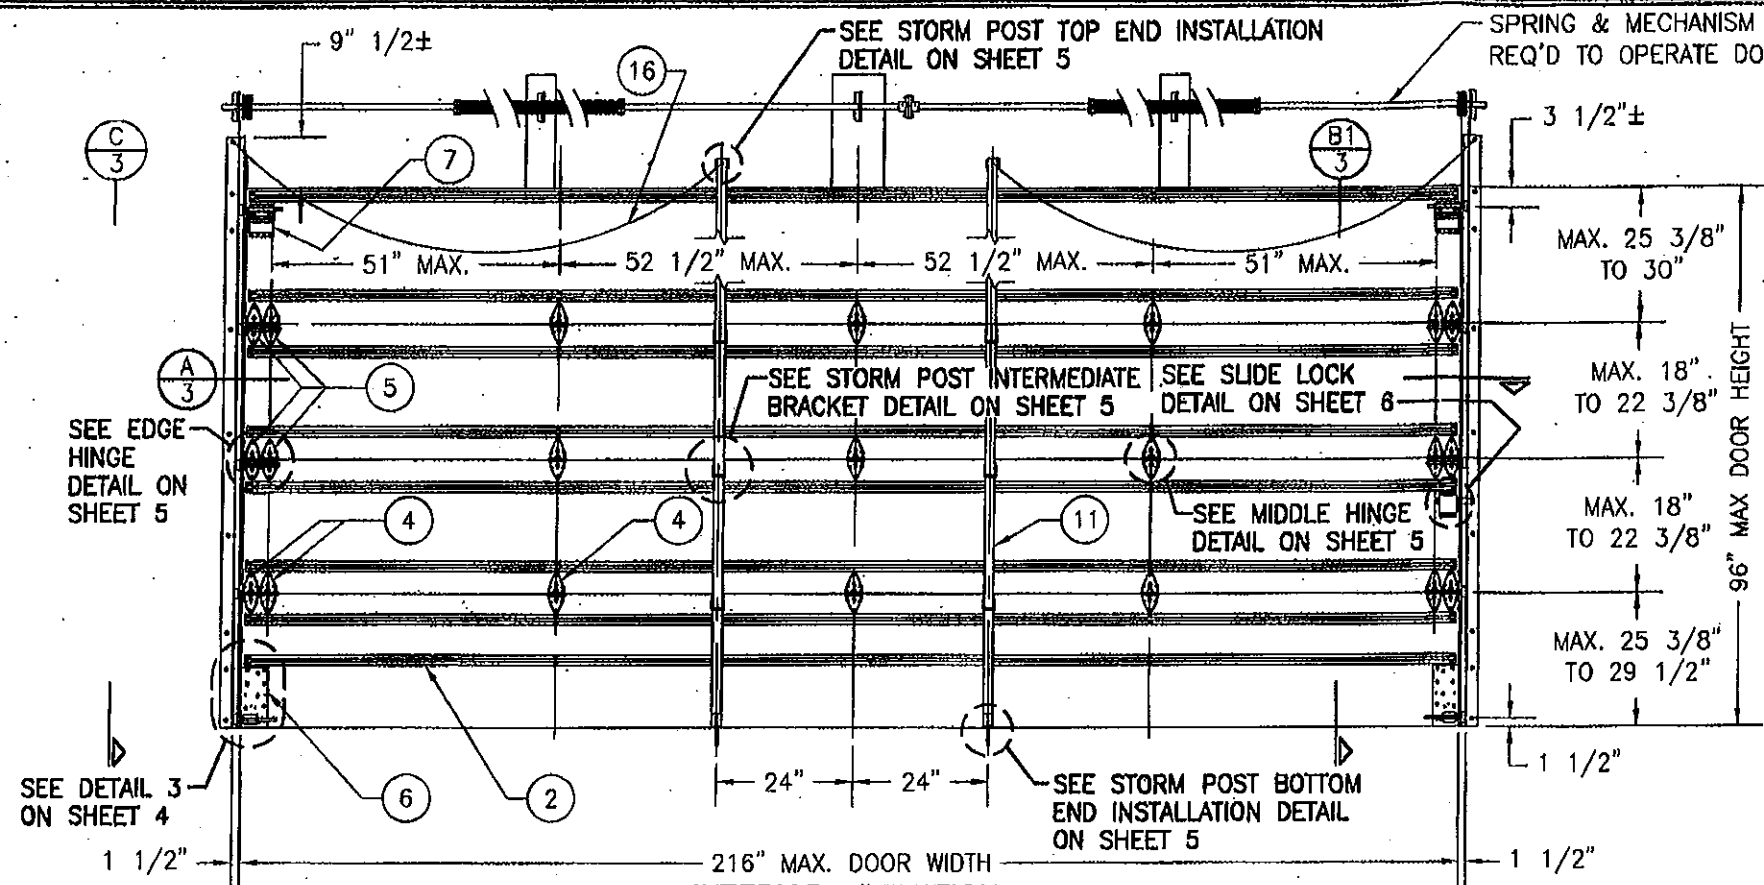 9" 1/2±
SEE STORM POST TOP END INSTALLATION
DETAIL ON SHEET 5
SPRING & MECHANISM
REQ'D TO OPERATE DO
16
C
3
7
B1
3
3 1/2"±
51" MAX.
52 1/2" MAX.
52 1/2" MAX.
51" MAX.
MAX. 25 3/8"
TO 30"
A
3
5
SEE STORM POST INTERMEDIATE
BRACKET DETAIL ON SHEET 5
SEE SLIDE LOCK
DETAIL ON SHEET 6
MAX. 18"
TO 22 3/8"
SEE EDGE
HINGE
DETAIL ON
SHEET 5
4
4
11
SEE MIDDLE HINGE
DETAIL ON SHEET 5
MAX. 18"
TO 22 3/8"
96" MAX DOOR HEIGHT
MAX. 25 3/8"
TO 29 1/2"
SEE DETAIL 3
ON SHEET 4
6
2
24"
24"
SEE STORM POST BOTTOM
END INSTALLATION DETAIL
ON SHEET 5
1 1/2"
1 1/2"
216" MAX. DOOR WIDTH
1 1/2"